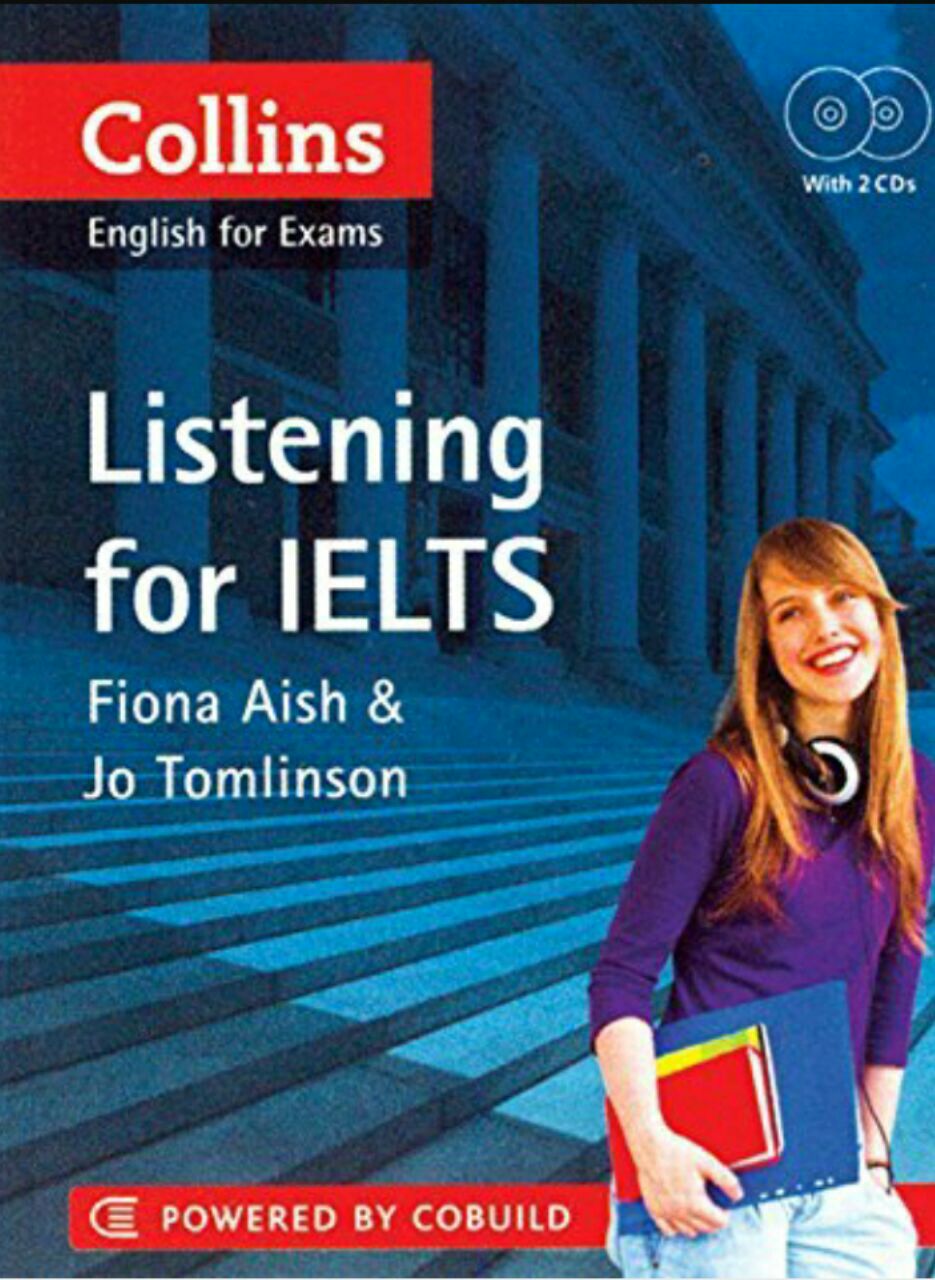 Collins
English for Exams
With 2 CDs
Listening
for IELTS
Fiona Aish &
Jo Tomlinson
POWERED BY COBUILD